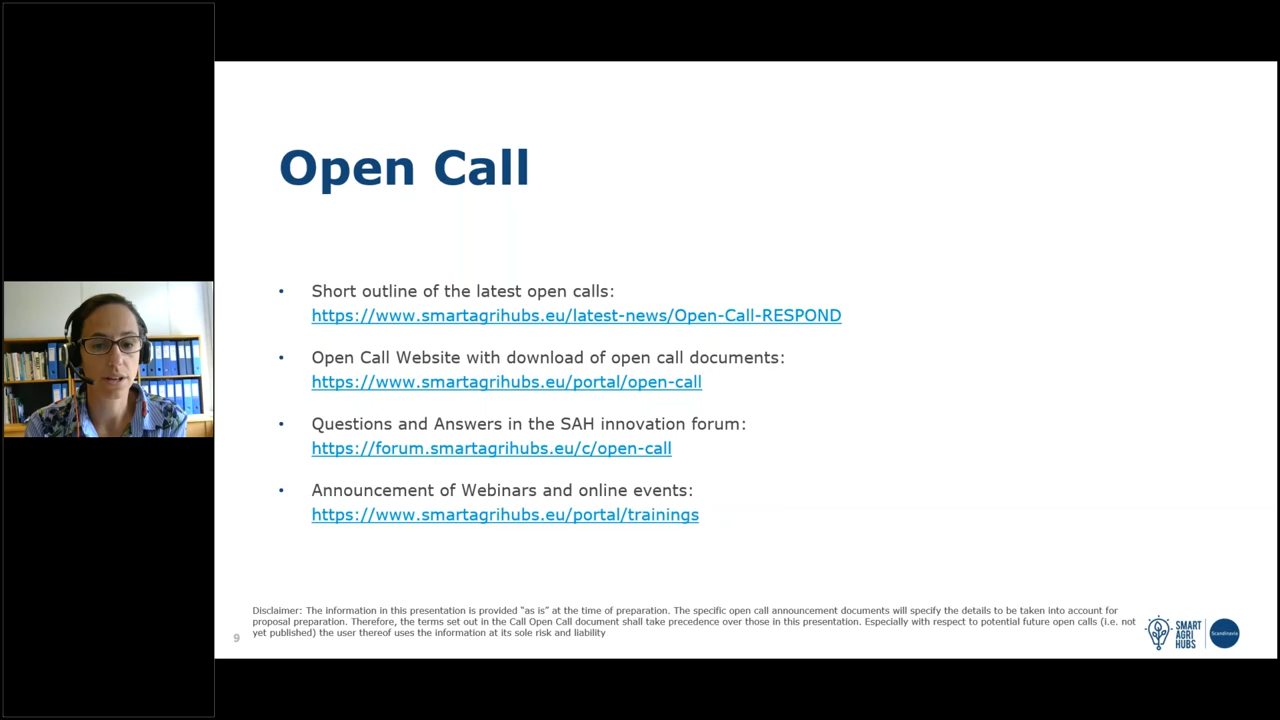 Open Call
• Short outline of the latest open calls:
https://www.smartagrihubs.eu/latest-news/Open-Call-RESPOND
• Open Call Website with download of open call documents:
https://www.smartagrihubs.eu/portal/open-call
• Questions and Answers in the SAH innovation forum:
https://forum.smartagrihubs.eu/c/open-call
• Announcement of Webinars and online events:
https://www.smartagrihubs.eu/portal/trainings
Disclaimer: The information in this presentation is provided “as is” at the time of preparation. The specific open call announcement documents will specify the details to be taken into account for
proposal preparation. Therefore, the terms set out in the Call Open Call document shall take precedence over those in this presentation. Especially with respect to potential future open calls (i.e. not
yet published) the user thereof uses the information at its sole risk and liability
9
SMART
AGRI
HUBS
Scandinavia